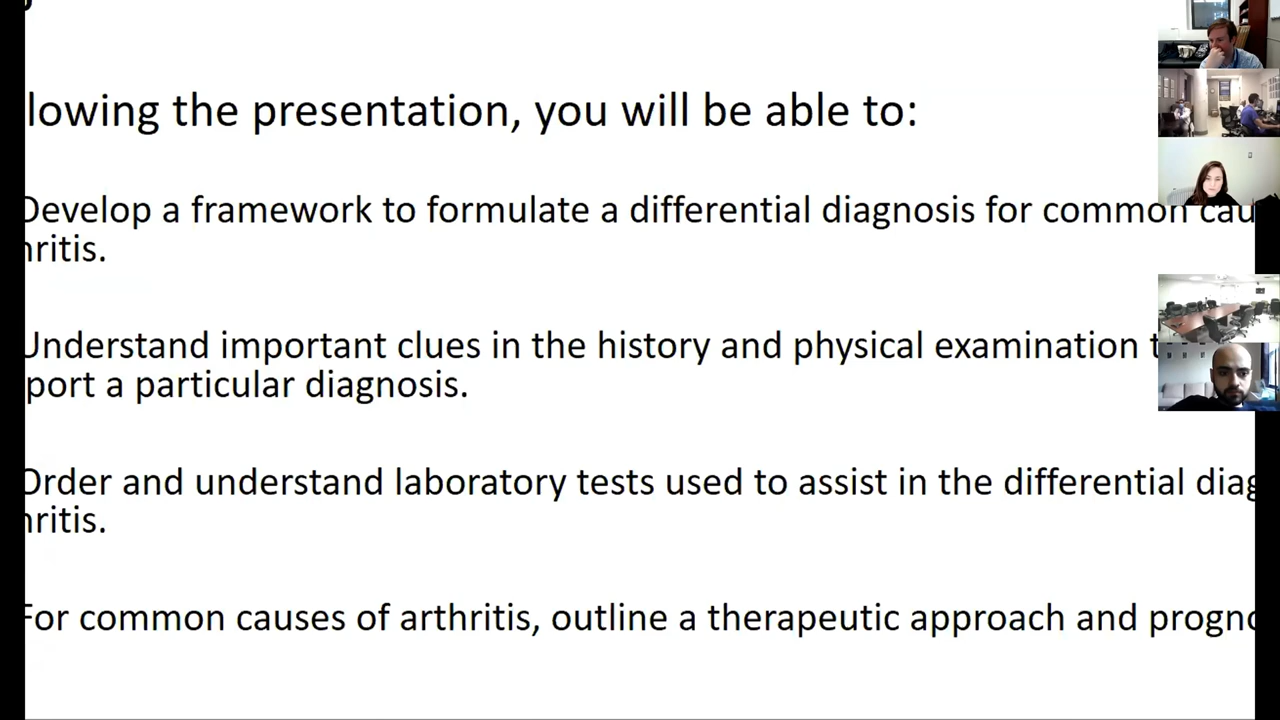 lowing the presentation, you will be able to:
Develop a framework to formulate a differential diagnosis for common cau
hritis.
Understand important clues in the history and physical examination t
port a particular diagnosis.
Order and understand laboratory tests used to assist in the differential diag
hritis.
For common causes of arthritis, outline a therapeutic approach and progno